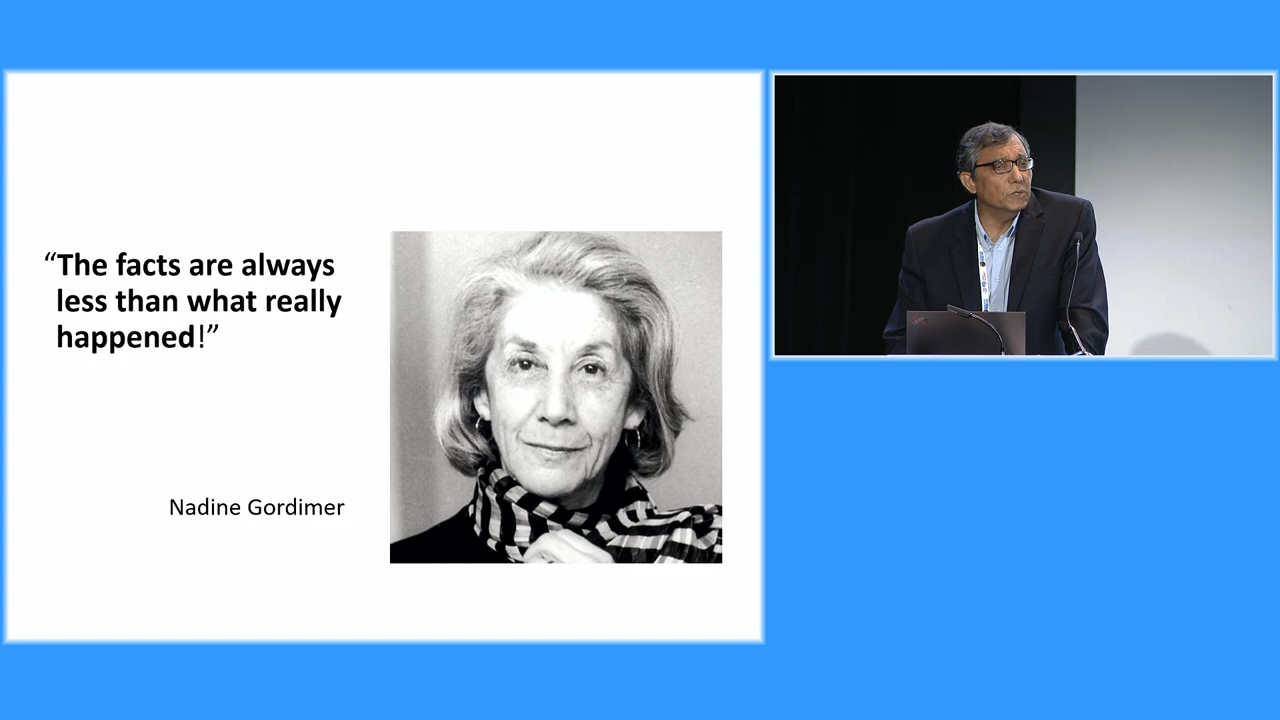 “The facts are always
less than what really
happened!”
Nadine Gordimer